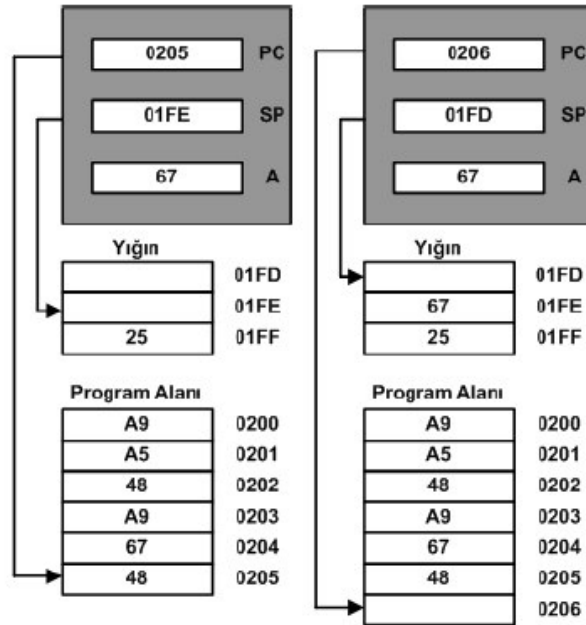 0205 PC
01FE SP
67 A
Yığın
01FD
01FE
25 01FF
Program Alanı
A9 0200
A5 0201
48 0202
A9 0203
67 0204
48 0205
0206 PC
01FD SP
67 A
Yığın
01FD
67 01FE
25 01FF
Program Alanı
A9 0200
A5 0201
48 0202
A9 0203
67 0204
48 0205
0206